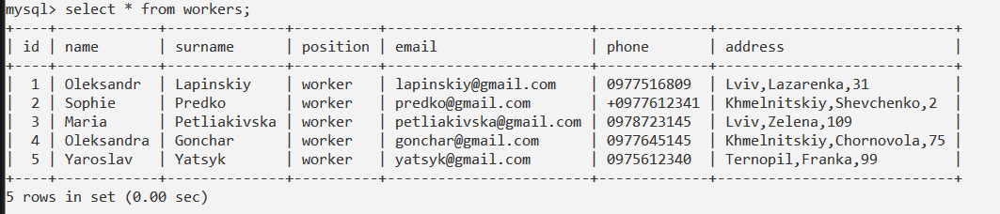 mysql> select * from workers;
+----+------------+-------------+----------+------------------------+-------------+---------------------------+
| id | name       | surname      | position | email                  | phone       | address                   |
+----+------------+-------------+----------+------------------------+-------------+---------------------------+
|  1 | Oleksandr  | Lapinskiy    | worker   | lapinskiy@gmail.com    | 0977516809  | Lviv,Lazarenka,31         |
|  2 | Sophie     | Predko       | worker   | predko@gmail.com       | +0977612341 | Khmelnitskiy,Shevchenko,2 |
|  3 | Maria      | Petliakivska | worker   | petliakivska@gmail.com | 0978723145  | Lviv,Zelena,109           |
|  4 | Oleksandra | Gonchar      | worker   | gonchar@gmail.com      | 0977645145  | Khmelnitskiy,Chornovola,75 |
|  5 | Yaroslav   | Yatsyk       | worker   | yatsyk@gmail.com       | 0975612340  | Ternopil,Franka,99        |
+----+------------+-------------+----------+------------------------+-------------+---------------------------+
5 rows in set (0.00 sec)